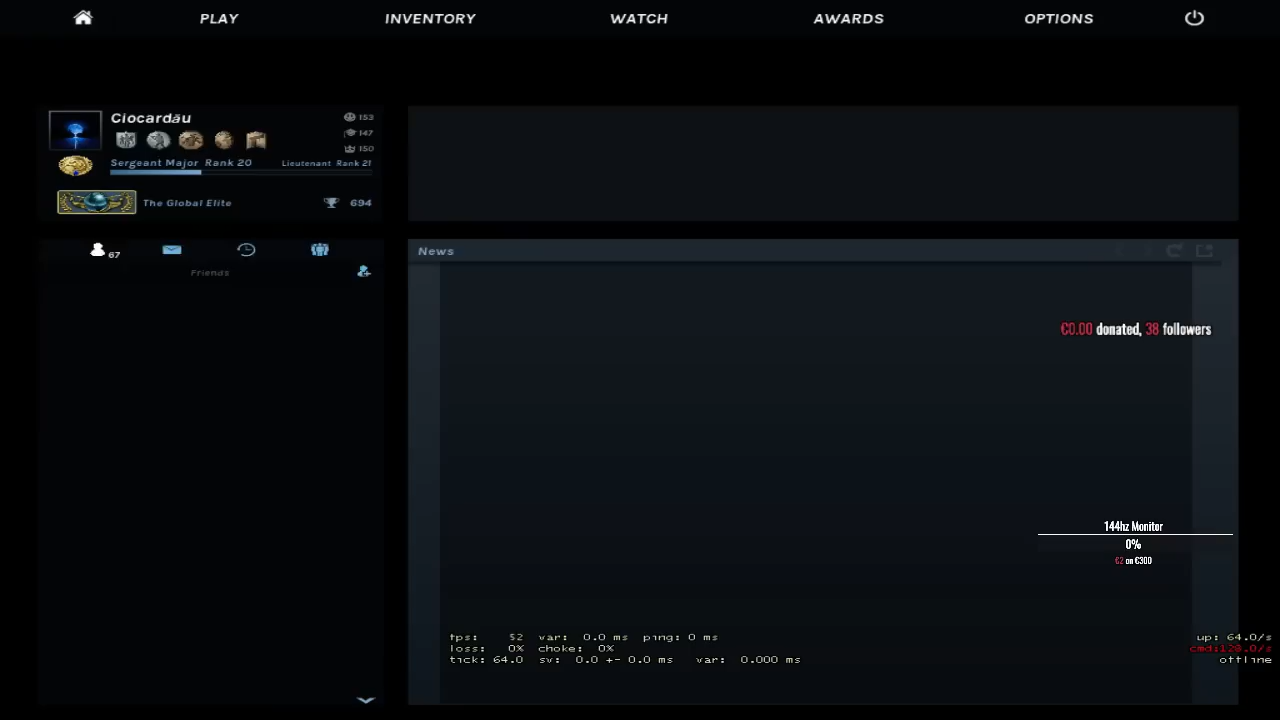 PLAY INVENTORY WATCH AWARDS OPTIONS
Ciocardău
153
147
150
Sergeant Major Rank 20 Lieutenant Rank 21
The Global Elite 694
67
Friends
News
€0.00 donated, 38 followers
144hz Monitor
0%
€2 on €300
fps: 52 var: 0.0 ms ping: 0 ms
loss: 0% choke: 0%
tick: 64.0 sv: 0.0 +- 0.0 ms var: 0.000 ms
up: 64.0/s
cmd:128.0/s
offline